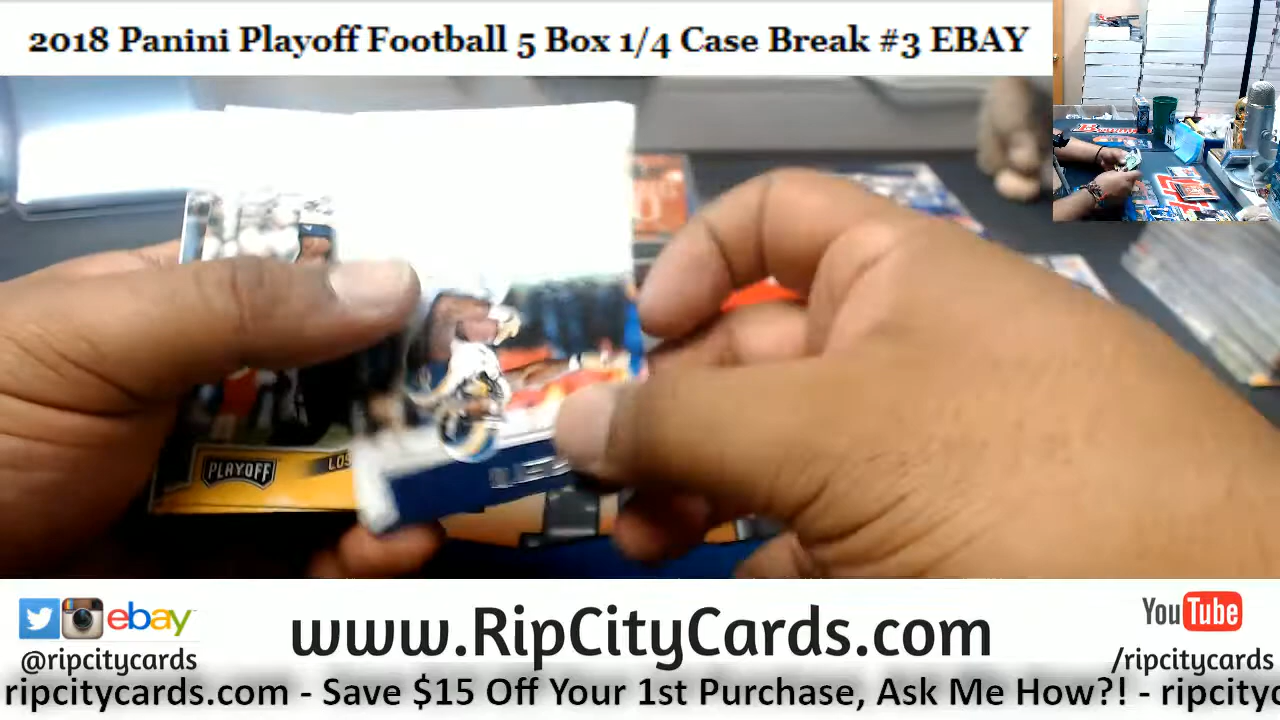 2018 Panini Playoff Football 5 Box 1/4 Case Break #3 EBAY
PLAYOFF
LOS
ebay
@ripcitycards
www.RipCityCards.com
YouTube
/ripcitycards
ripcitycards.com - Save $15 Off Your 1st Purchase, Ask Me How?! - ripcityc